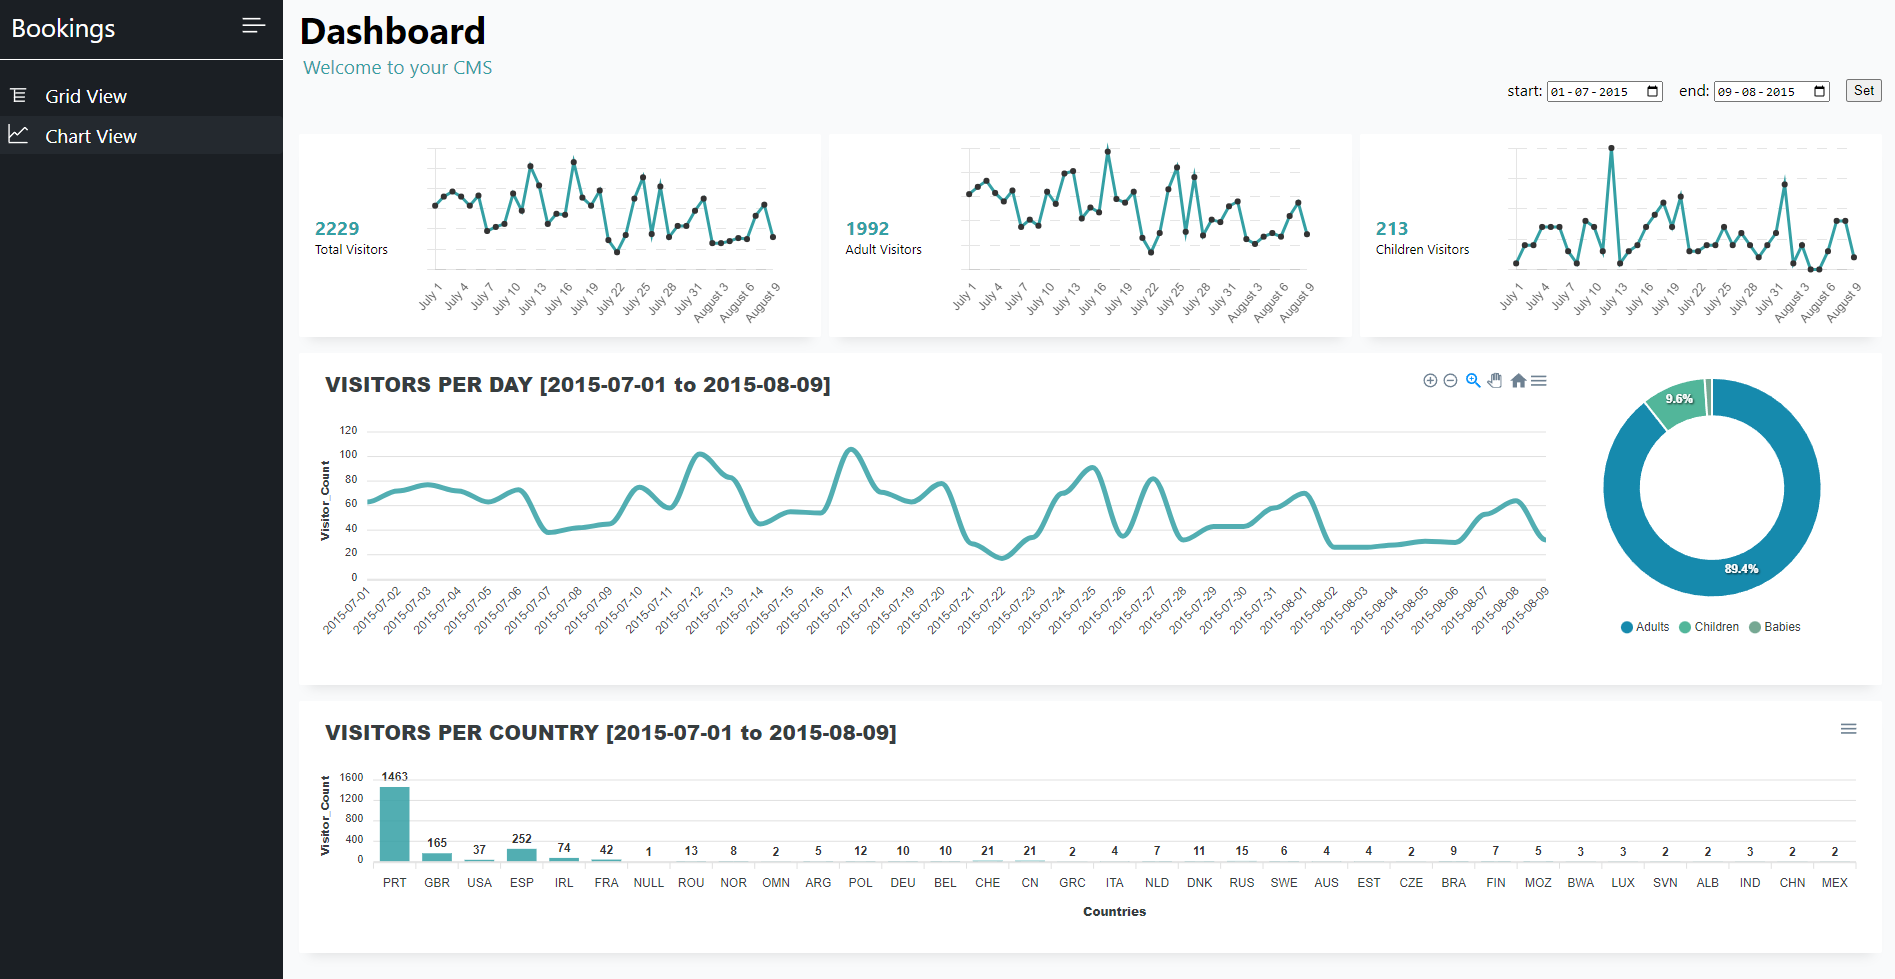 Bookings
Grid View
Chart View
Dashboard
Welcome to your CMS
start: 01-07-2015 end: 09-08-2015 Set
2229
Total Visitors
July 1 July 4 July 7 July 10 July 13 July 16 July 19 July 22 July 25 July 28 July 31 August 3 August 6 August 9
1992
Adult Visitors
July 1 July 4 July 7 July 10 July 13 July 16 July 19 July 22 July 25 July 28 July 31 August 3 August 6 August 9
213
Children Visitors
July 1 July 4 July 7 July 10 July 13 July 16 July 19 July 22 July 25 July 28 July 31 August 3 August 6 August 9
VISITORS PER DAY [2015-07-01 to 2015-08-09]
Visitor_Count
120
100
80
60
40
20
0
2015-07-01 2015-07-02 2015-07-03 2015-07-04 2015-07-05 2015-07-06 2015-07-07 2015-07-08 2015-07-09 2015-07-10 2015-07-11 2015-07-12 2015-07-13 2015-07-14 2015-07-15 2015-07-16 2015-07-17 2015-07-18 2015-07-19 2015-07-20 2015-07-21 2015-07-22 2015-07-23 2015-07-24 2015-07-25 2015-07-26 2015-07-27 2015-07-28 2015-07-29 2015-07-30 2015-07-31 2015-08-01 2015-08-02 2015-08-03 2015-08-04 2015-08-05 2015-08-06 2015-08-07 2015-08-08 2015-08-09
9.6%
89.4%
Adults Children Babies
VISITORS PER COUNTRY [2015-07-01 to 2015-08-09]
Visitor_Count
1600
1200
800
400
0
1463 165 37 252 74 42 1 13 8 2 5 12 10 10 21 21 2 4 7 11 15 6 4 4 2 9 7 5 3 3 2 2 3 2 2
PRT GBR USA ESP IRL FRA NULL ROU NOR OMN ARG POL DEU BEL CHE CN GRC ITA NLD DNK RUS SWE AUS EST CZE BRA FIN MOZ BWA LUX SVN ALB IND CHN MEX
Countries